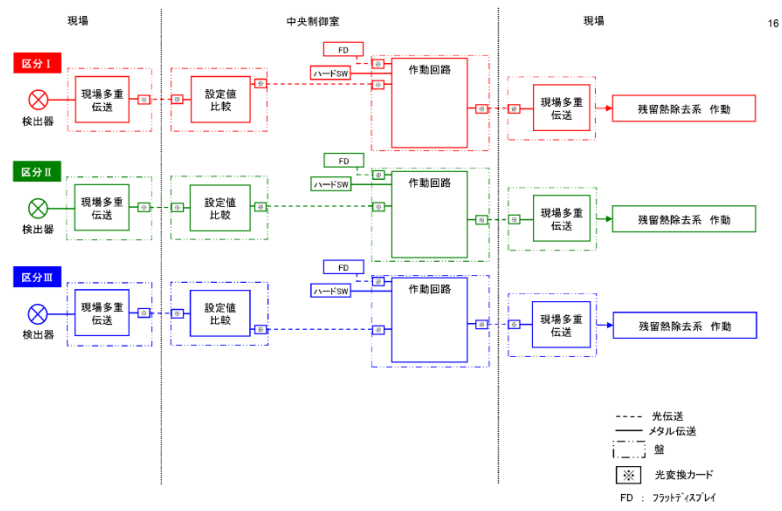 現場
中央制御室
現場
16
区分Ⅰ
検出器
現場多重
伝送
※
※
設定値
比較
※
FD
ハードSW
※
※
作動回路
※
※
現場多重
伝送
残留熱除去系 作動
区分Ⅱ
検出器
現場多重
伝送
※
※
設定値
比較
※
FD
ハードSW
※
※
作動回路
※
※
現場多重
伝送
残留熱除去系 作動
区分Ⅲ
検出器
現場多重
伝送
※
※
設定値
比較
※
FD
ハードSW
※
※
作動回路
※
※
現場多重
伝送
残留熱除去系 作動
光伝送
メタル伝送
盤
※ 光変換カード
FD : フラットディスプレイ